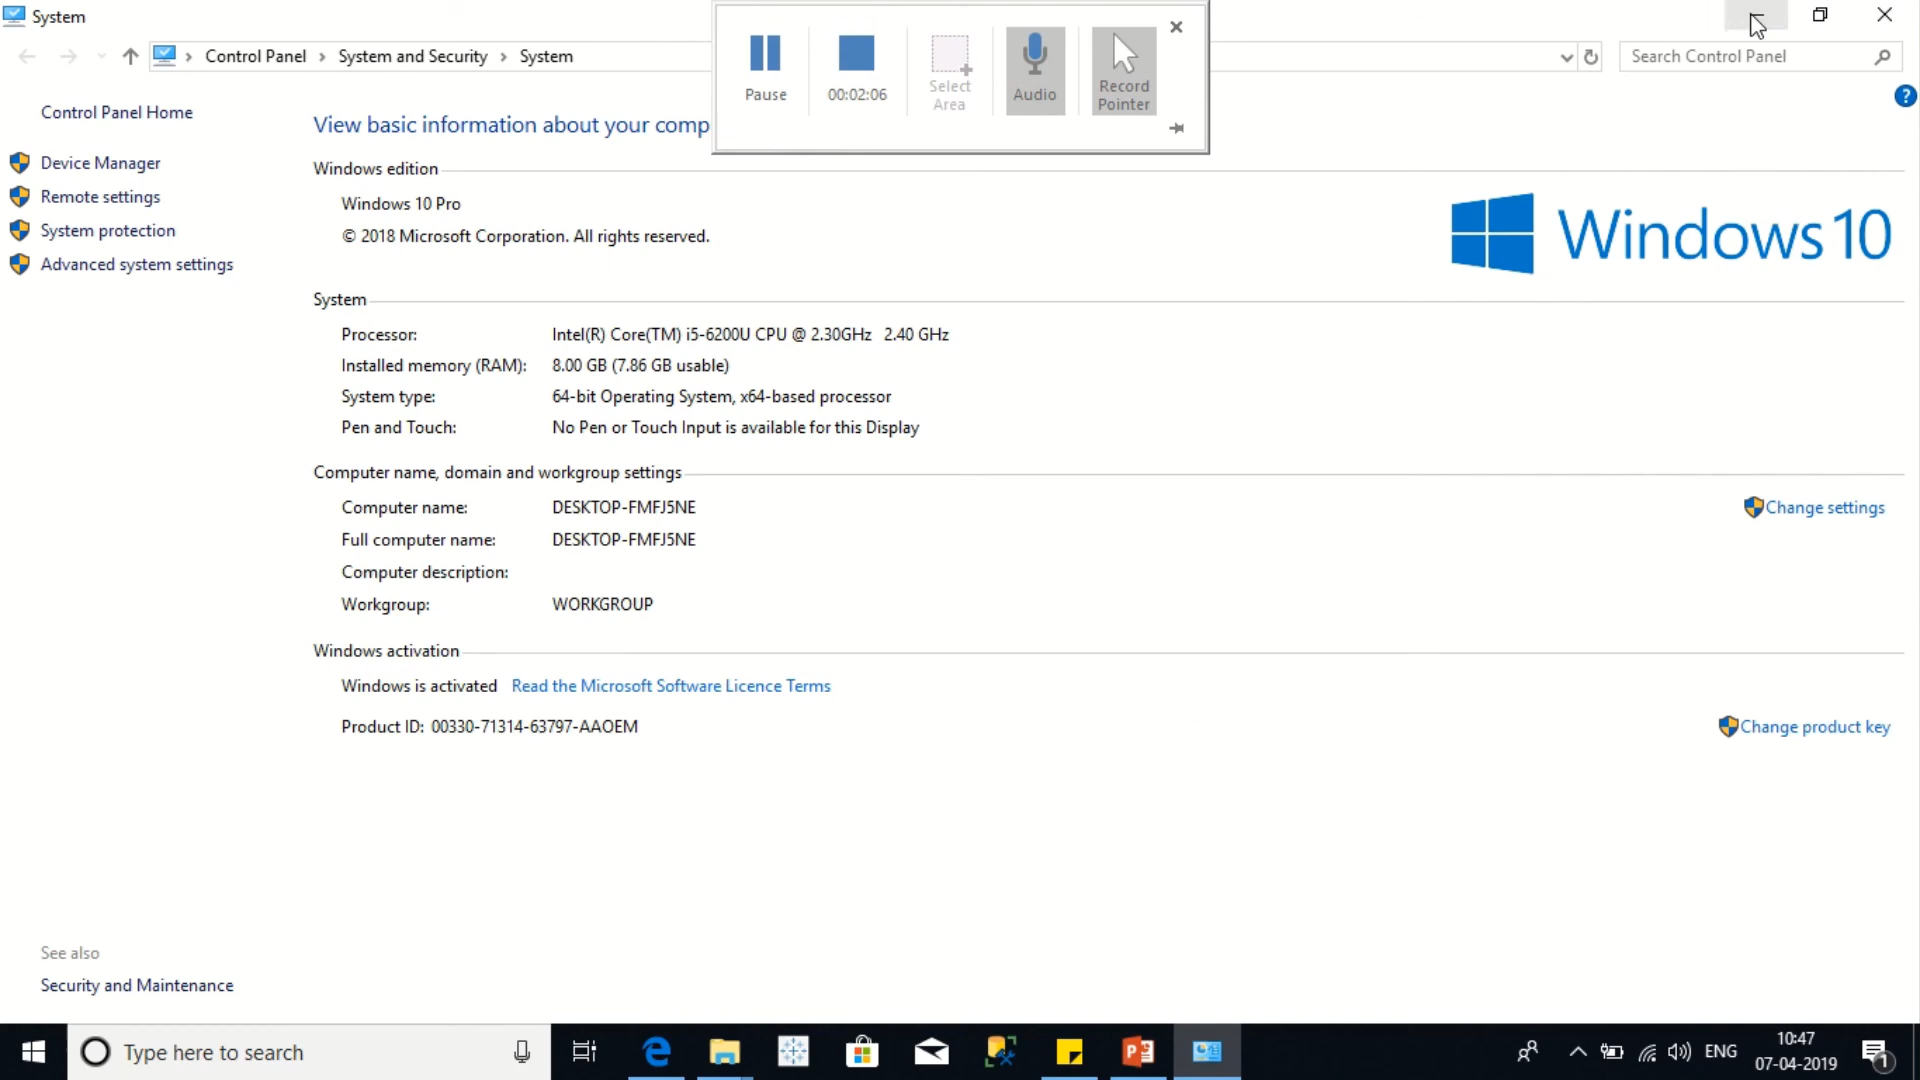 System
Control Panel > System and Security > System
Search Control Panel
Pause
00:02:06
Select
Area
Audio
Record
Pointer
Control Panel Home
Device Manager
Remote settings
System protection
Advanced system settings
View basic information about your comp
Windows edition
Windows 10 Pro
© 2018 Microsoft Corporation. All rights reserved.
Windows 10
System
Processor: Intel(R) Core(TM) i5-6200U CPU @ 2.30GHz 2.40 GHz
Installed memory (RAM): 8.00 GB (7.86 GB usable)
System type: 64-bit Operating System, x64-based processor
Pen and Touch: No Pen or Touch Input is available for this Display
Computer name, domain and workgroup settings
Computer name: DESKTOP-FMFJ5NE
Change settings
Full computer name: DESKTOP-FMFJ5NE
Computer description:
Workgroup: WORKGROUP
Windows activation
Windows is activated Read the Microsoft Software Licence Terms
Product ID: 00330-71314-63797-AAOEM
Change product key
See also
Security and Maintenance
Type here to search
ENG
10:47
07-04-2019
1